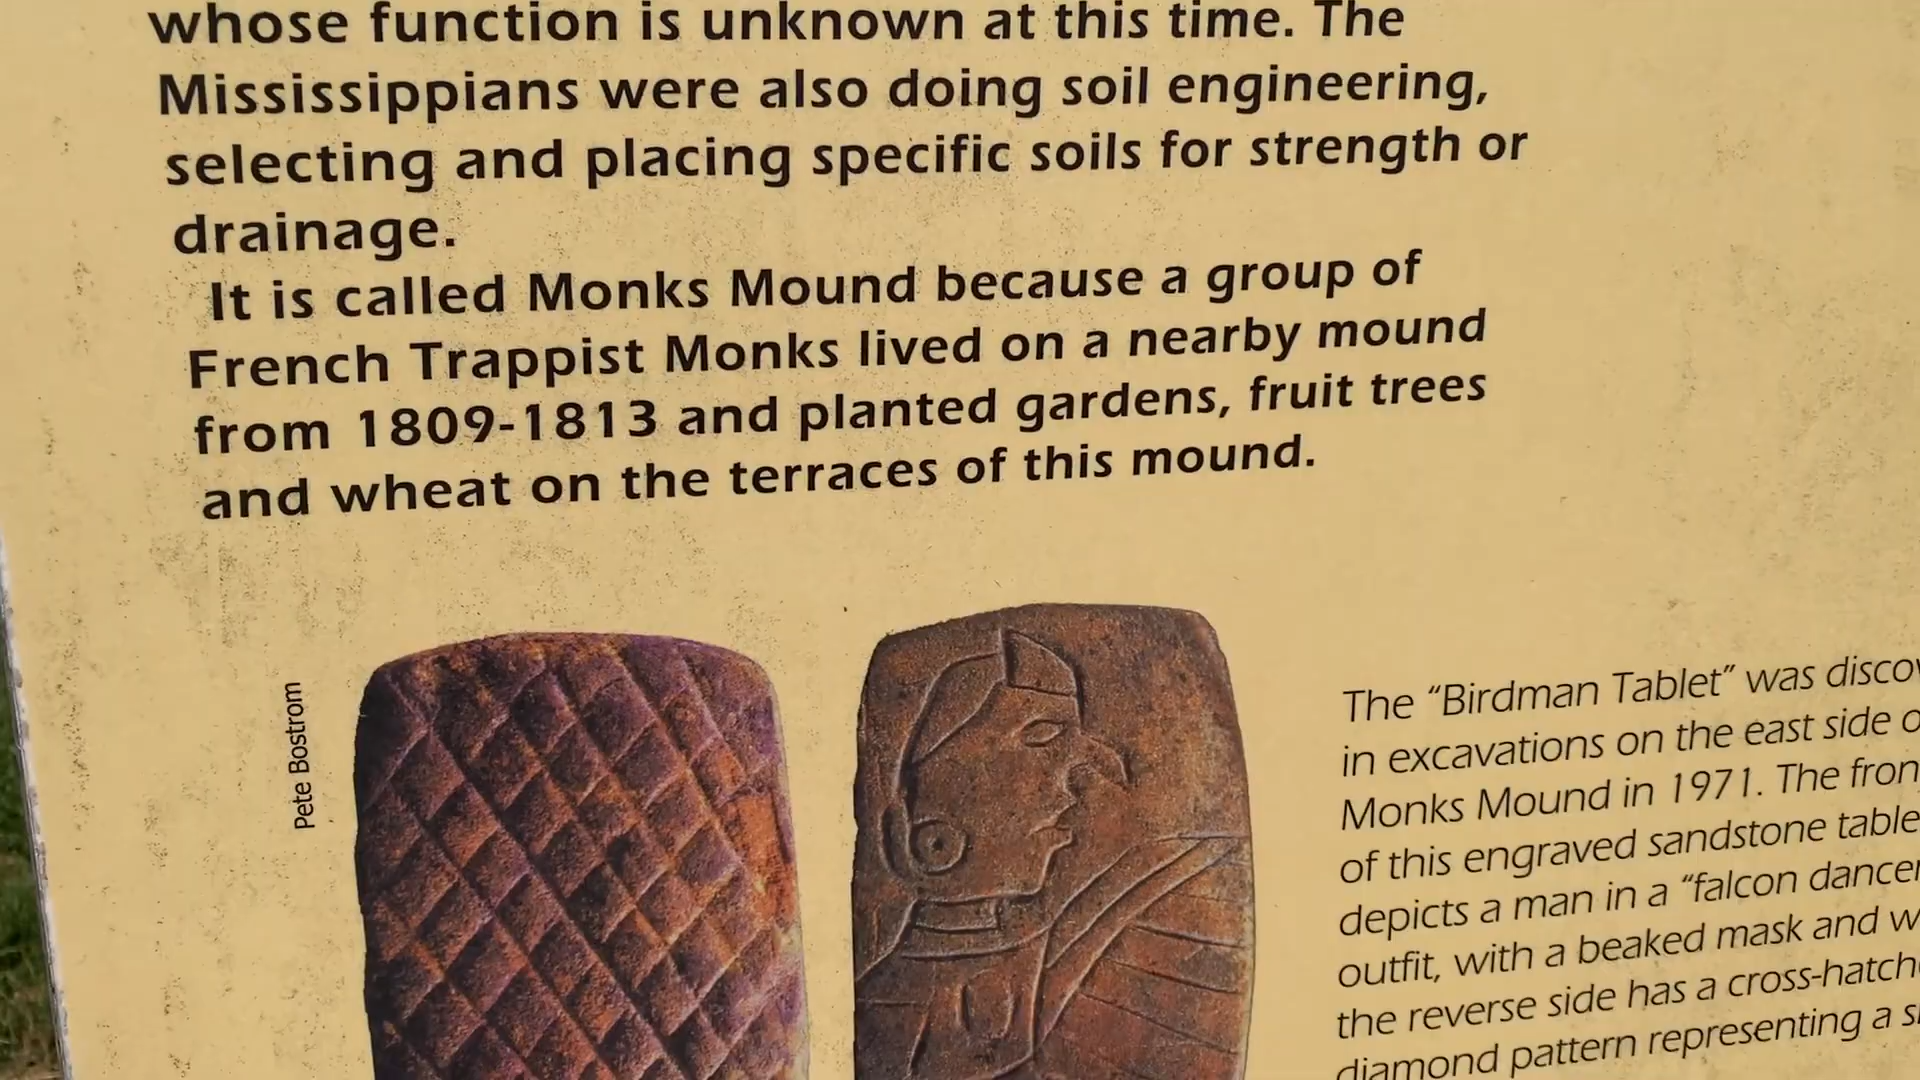 whose function is unknown at this time. The
Mississippians were also doing soil engineering,
selecting and placing specific soils for strength or
drainage.
It is called Monks Mound because a group of
French Trappist Monks lived on a nearby mound
from 1809-1813 and planted gardens, fruit trees
and wheat on the terraces of this mound.
Pete Bostrom
The “Birdman Tablet” was
in excavations on the east side
Monks Mound in 1971. The
of this engraved sandstone
depicts a man in a “falcon
outfit, with a beaked mask and
the reverse side has a
diamond pattern representing a